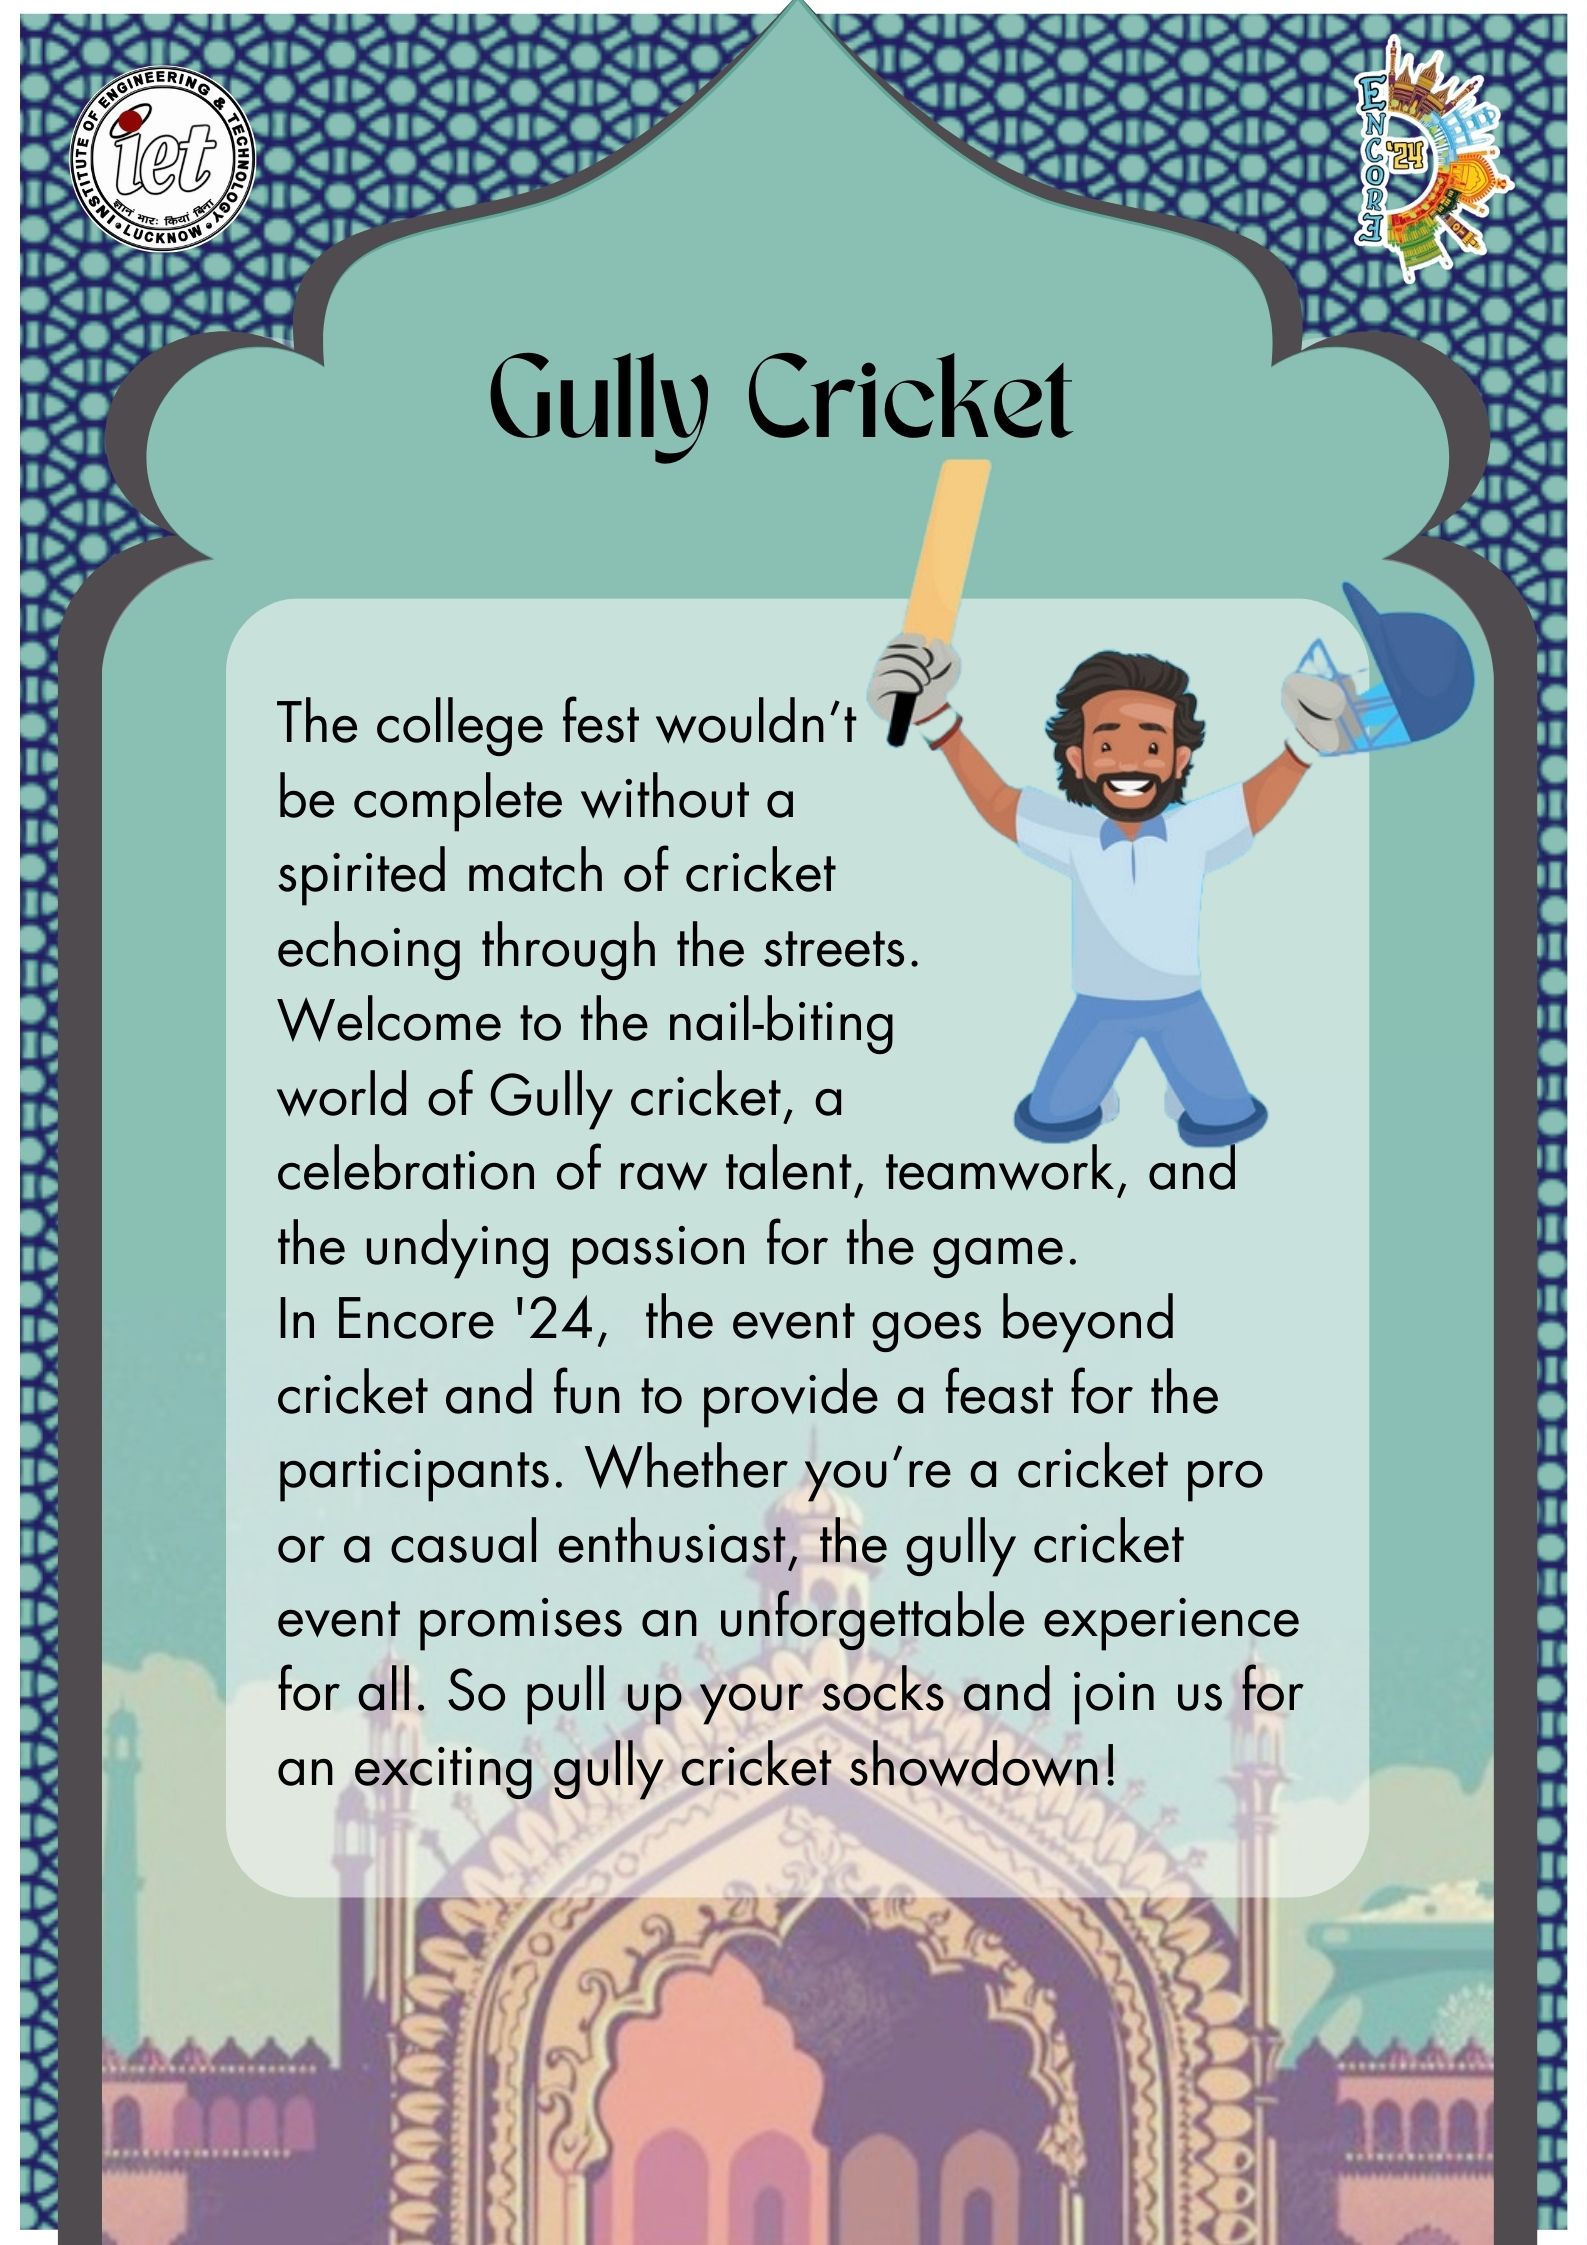 INSTITUTE OF ENGINEERING & TECHNOLOGY
iet
LUCKNOW
ENCORE
'24
Gully Cricket
The college fest wouldn’t
be complete without a
spirited match of cricket
echoing through the streets.
Welcome to the nail-biting
world of Gully cricket, a
celebration of raw talent, teamwork, and
the undying passion for the game.
In Encore '24,  the event goes beyond
cricket and fun to provide a feast for the
participants. Whether you’re a cricket pro
or a casual enthusiast, the gully cricket
event promises an unforgettable experience
for all. So pull up your socks and join us for
an exciting gully cricket showdown!